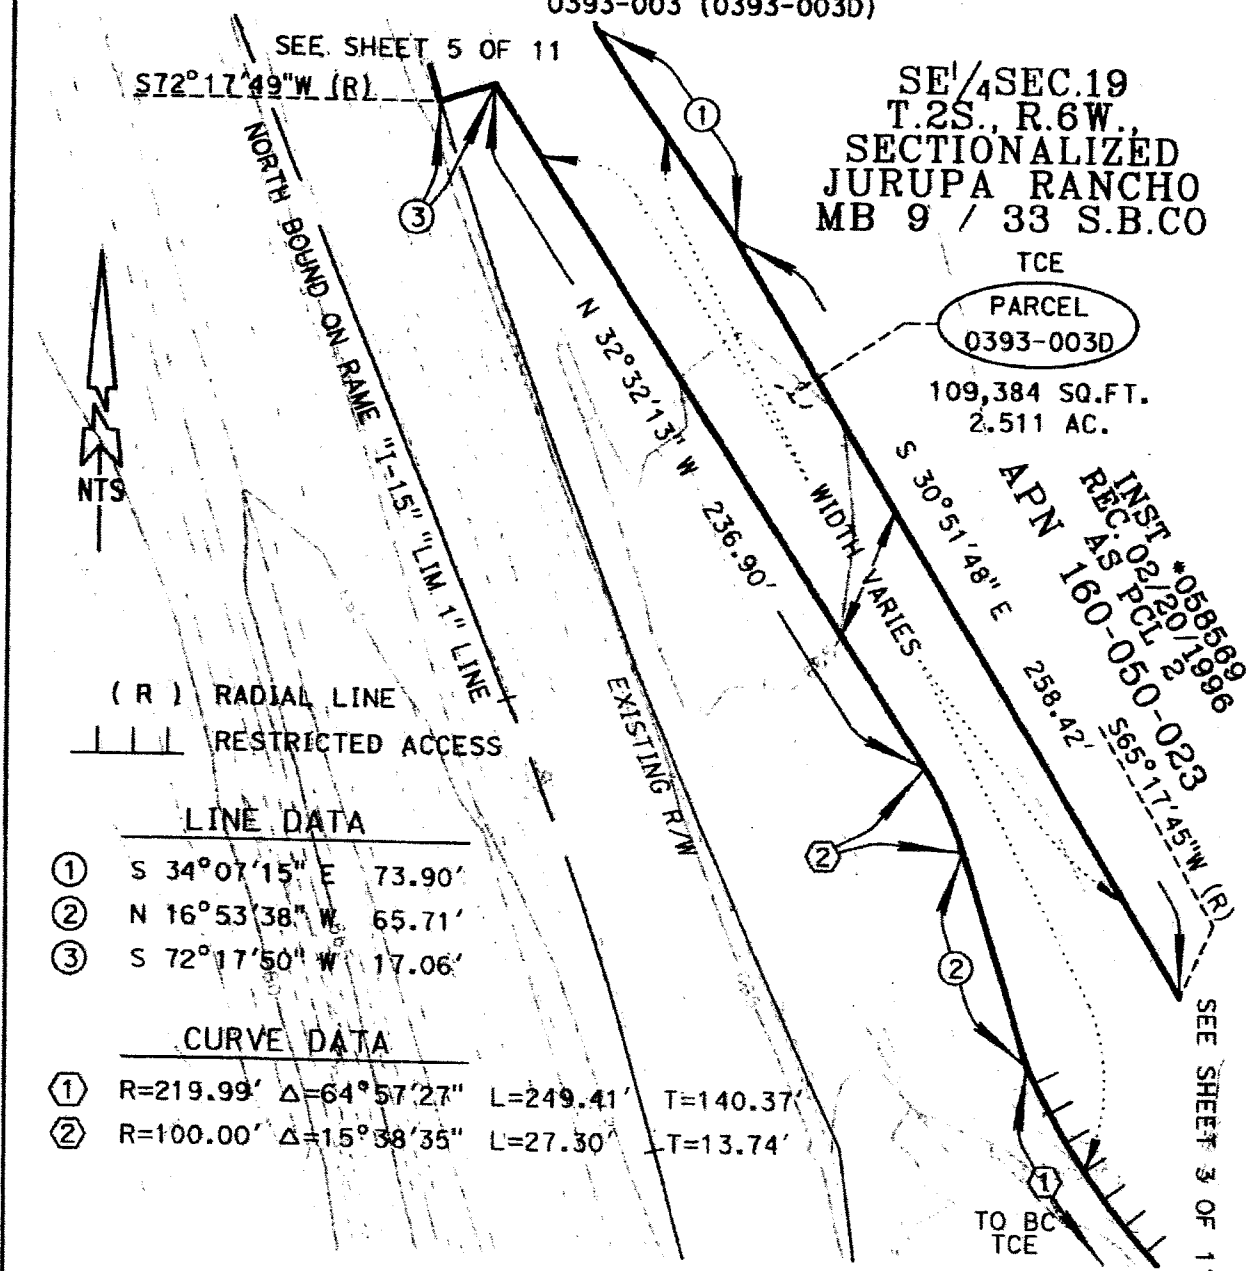 0393-003 (0393-003D)
SEE SHEET 5 OF 11
S72°17'49"W (R)
SE1/4SEC.19
T.2S., R.6W.,
SECTIONALIZED
JURUPA RANCHO
MB 9 / 33 S.B.CO
1
3
TCE
PARCEL
0393-003D
109,384 SQ.FT.
2.511 AC.
NORTH BOUND ON RAME "I-15" "LIM 1" LINE
N 32°32'13" W 236.90'
WIDTH VARIES
S 30°51'48" E 258.42'
INST #058569
REC. 02/20/1996
AS PCL 2
APN 160-050-023
S65°17'45"W (R)
NTS
EXISTING R/W
( R ) RADIAL LINE
RESTRICTED ACCESS
LINE DATA
1 S 34°07'15" E 73.90'
2 N 16°53'38" W 65.71'
3 S 72°17'50" W 17.06'
CURVE DATA
1 R=219.99' Δ=64°57'27" L=249.41' T=140.37'
2 R=100.00' Δ=15°38'35" L=27.30' T=13.74'
2
2
1
TO BC
TCE
SEE SHEET 3 OF